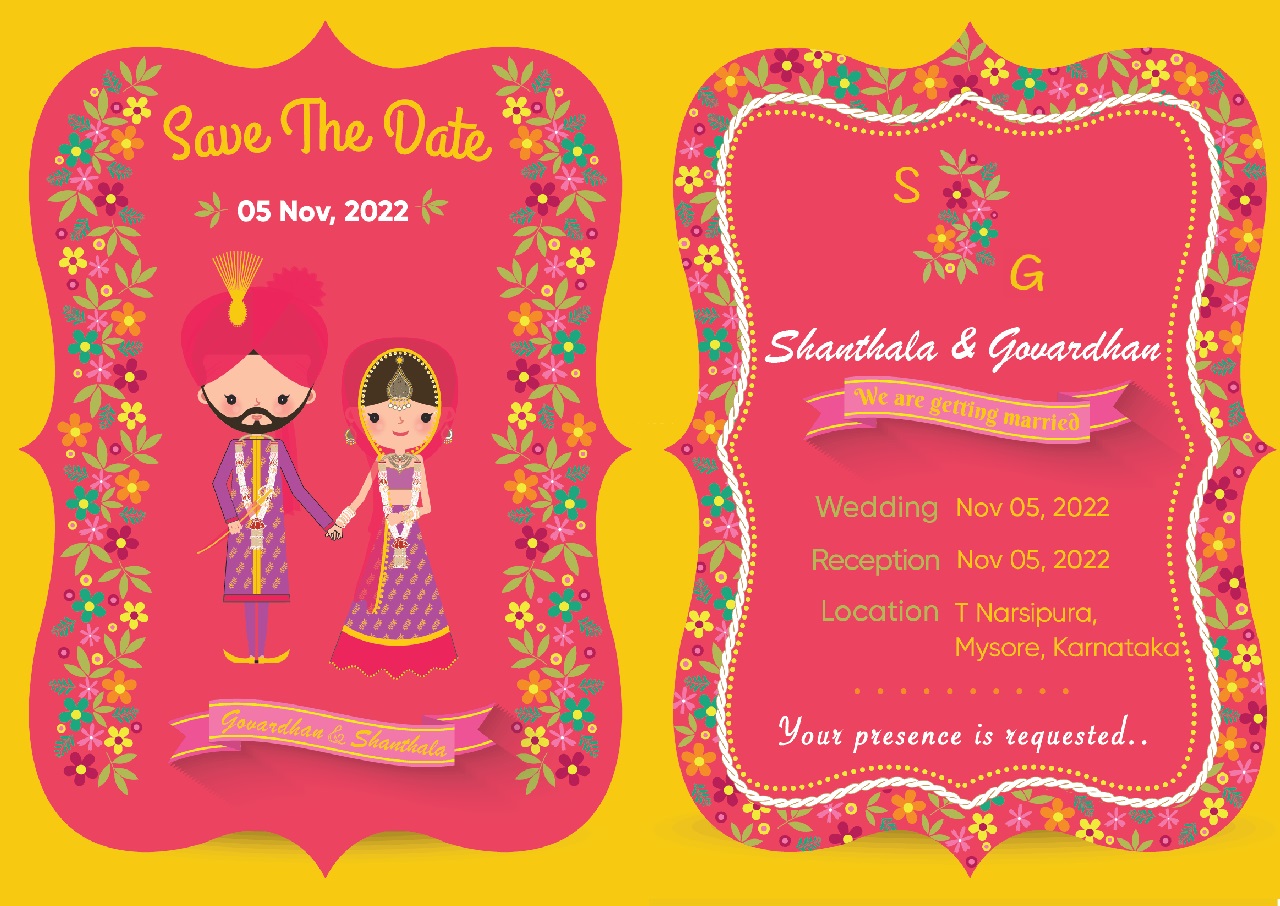 Save The Date
05 Nov, 2022
Govardhan & Shanthala
S
G
Shanthala & Govardhan
We are getting married
Wedding Nov 05, 2022
Reception Nov 05, 2022
Location T Narsipura,
Mysore, Karnataka
Your presence is requested..